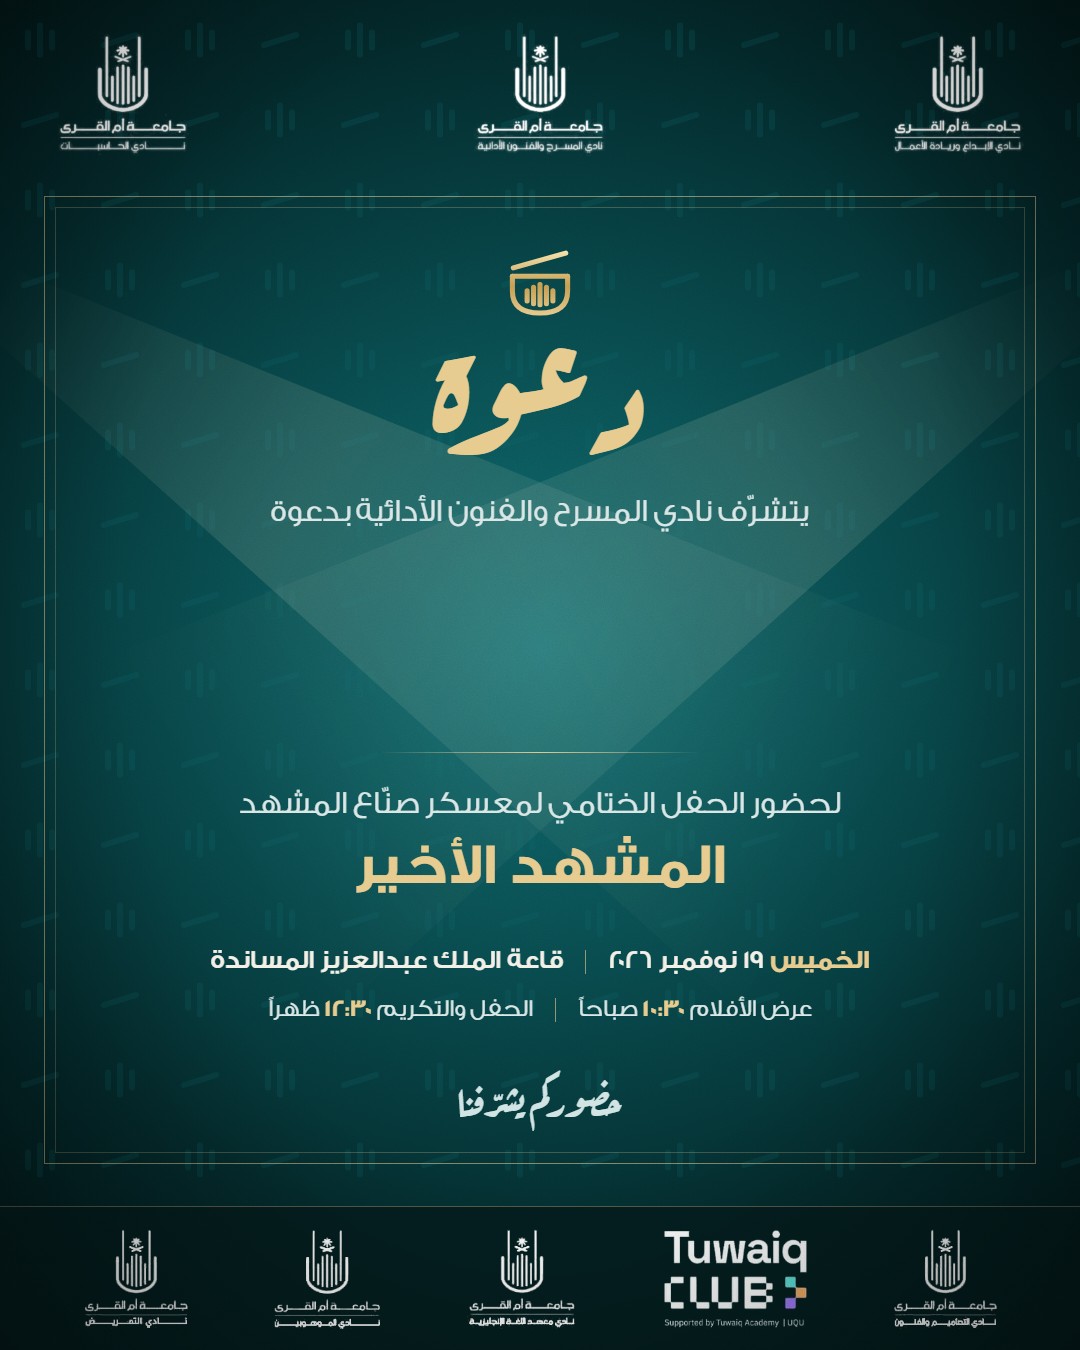 جامعة أم القرى
نادي الإبداع وريادة الأعمال
جامعة أم القرى
نادي المسرح والفنون الأدائية
جامعة أم القرى
نادي الحاسبات
دعوة
يتشرّف نادي المسرح والفنون الأدائية بدعوة
لحضور الحفل الختامي لمعسكر صنّاع المشهد
المشهد الأخير
الخميس ١٩ نوفمبر ٢٠٢٦ | قاعة الملك عبدالعزيز المساندة
عرض الأفلام ١٠:٣٠ صباحاً | الحفل والتكريم ١٢:٣٠ ظهراً
حضوركم يشرّفنا
جامعة أم القرى
نادي التصاميم والفنون
Tuwaiq
CLUB
Supported by Tuwaiq Academy | UQU
جامعة أم القرى
نادي معهد اللغة الإنجليزية
جامعة أم القرى
نادي الموهوبين
جامعة أم القرى
نادي التمريض